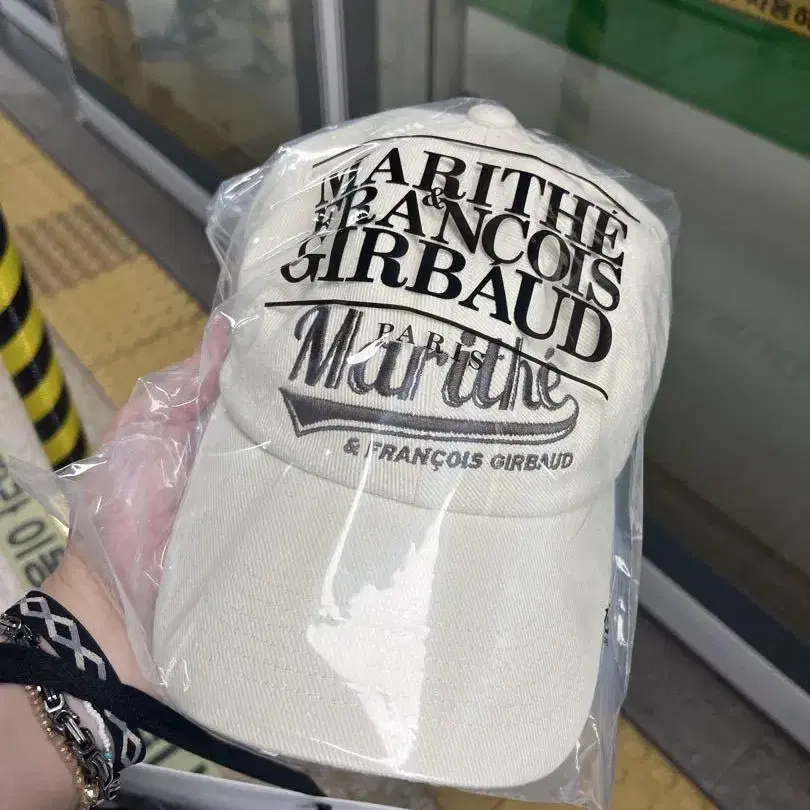 MARITHÉ
&
FRANÇOIS
GIRBAUD
PARIS
Marithé
& FRANÇOIS GIRBAUD